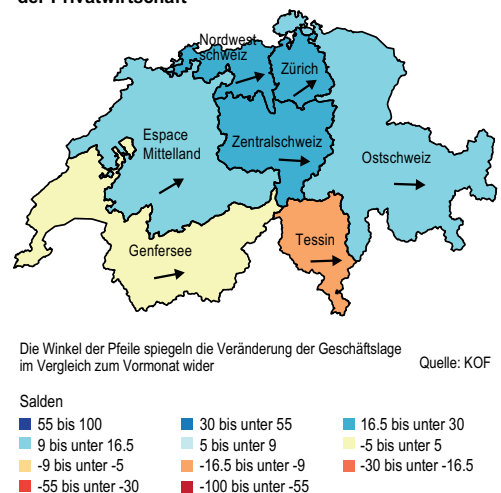 der Privatwirtschaft
Nordwest
schweiz
Zürich
Espace
Mittelland
Zentralschweiz
Ostschweiz
Genfersee
Tessin
Die Winkel der Pfeile spiegeln die Veränderung der Geschäftslage
im Vergleich zum Vormonat wider
Quelle: KOF
Salden
55 bis 100
30 bis unter 55
16.5 bis unter 30
9 bis unter 16.5
5 bis unter 9
-5 bis unter 5
-9 bis unter -5
-16.5 bis unter -9
-30 bis unter -16.5
-55 bis unter -30
-100 bis unter -55